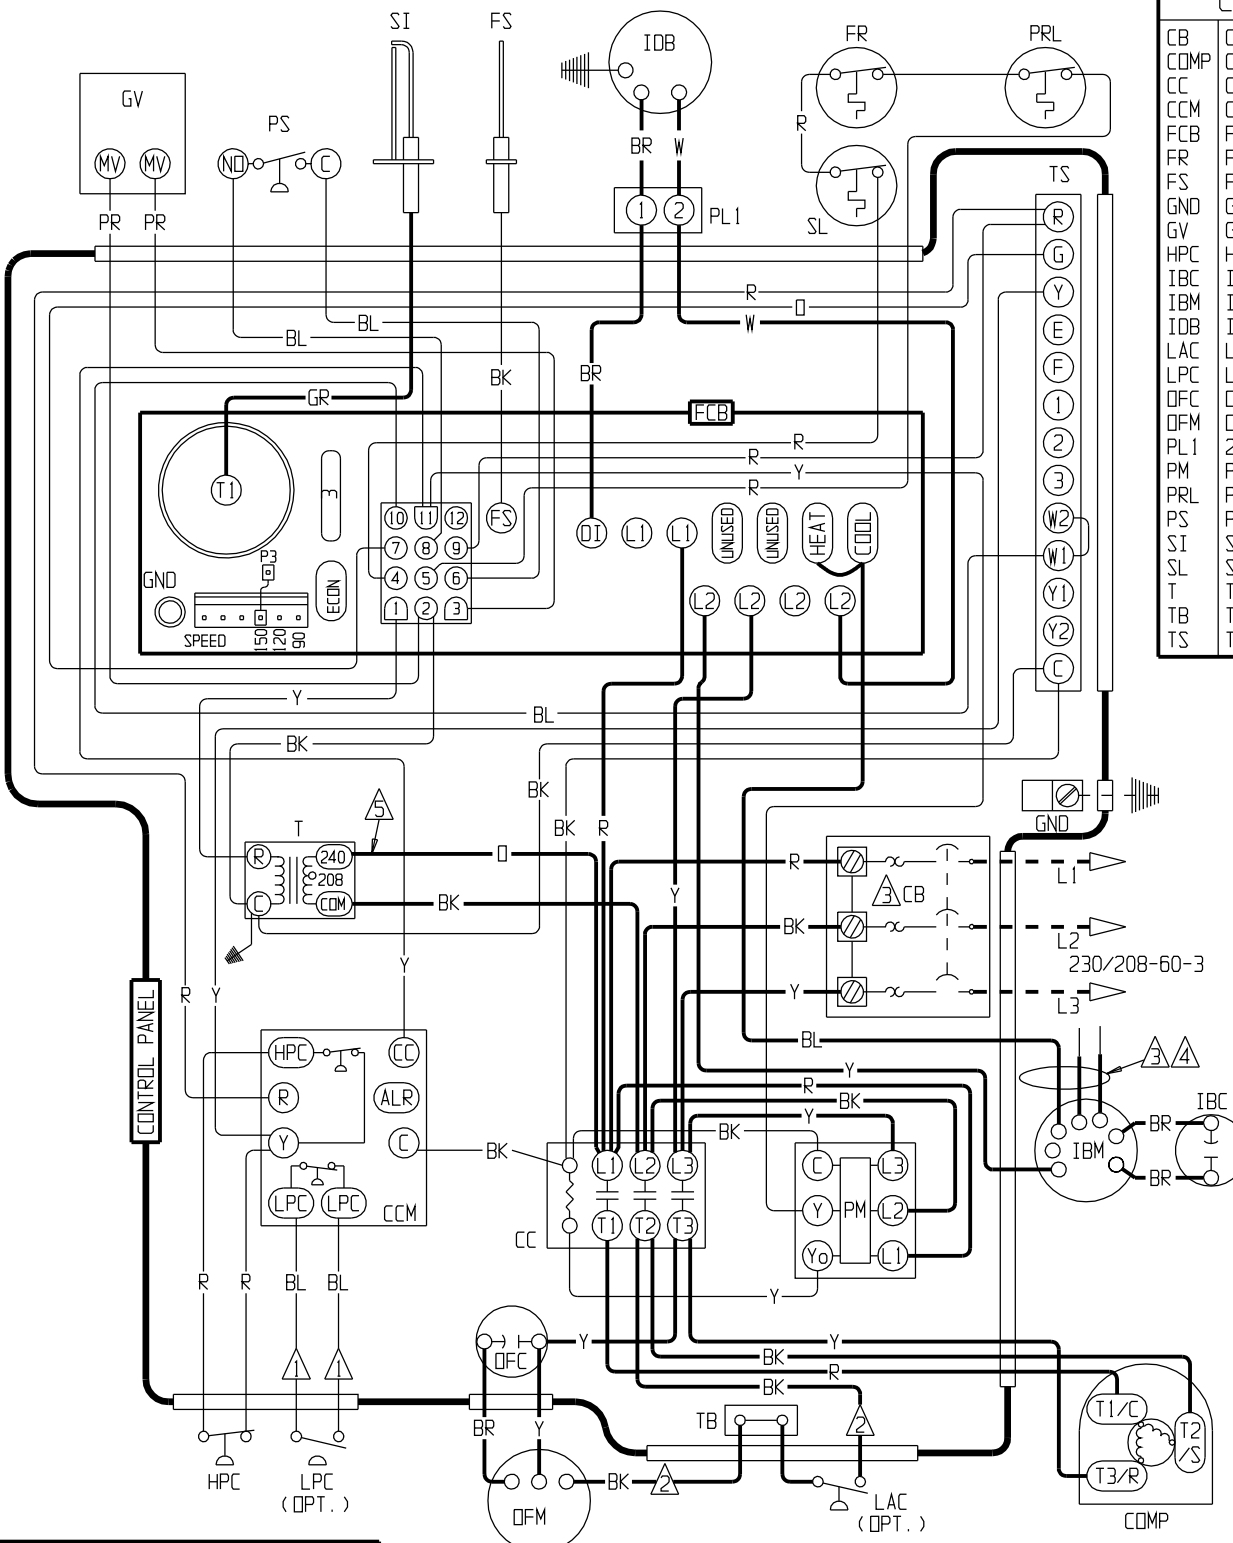 SI
FS
IDB
FR
PRL
C
CB C
COMP C
CC C
CCM C
FCB F
FR F
FS F
GND G
GV G
HPC H
IBC I
IBM I
IDB I
LAC L
LPC L
OFC O
OFM O
PL1 2
PM P
PRL P
PS P
SI S
SL S
T T
TB T
TS T
GV
PS
MV MV
NO C
BR W
R
TS
PR PR
1 2 PL1
SL
R
G
Y
E
F
1
2
3
W2
W1
Y1
Y2
C
R
O
BL
W
BL
BR
BK
GR
FCB
R
R
Y
R
T1
3
10 11 12
7 8 9
4 5 6
1 2 3
FS
OI L1 L1
UNUSED UNUSED HEAT COOL
P3
GND
ECON
SPEED
150 120 90
L2 L2 L2 L2
Y
BL
BK
BK
BK R
GND
T
5
R 240
208
C COM
O
BK
Y
R
3 CB
L1
BK
L2
230/208-60-3
Y
L3
R Y
Y
CONTROL PANEL
HPC CC
R ALR
Y C
LPC LPC
CCM
BK
BL
Y
R
BK
Y
BK
3 4
IBC
IBM
BR
BR
L1 L2 L3
T1 T2 T3
CC
C L3
Y PM L2
Yo L1
Y
R R BL BL
1 1
OFC
Y
Y
BK
R
BK
BR Y
TB
2
T1/C
T2/S
T3/R
HPC
LPC
(OPT.)
BK 2
OFM
LAC
(OPT.)
COMP